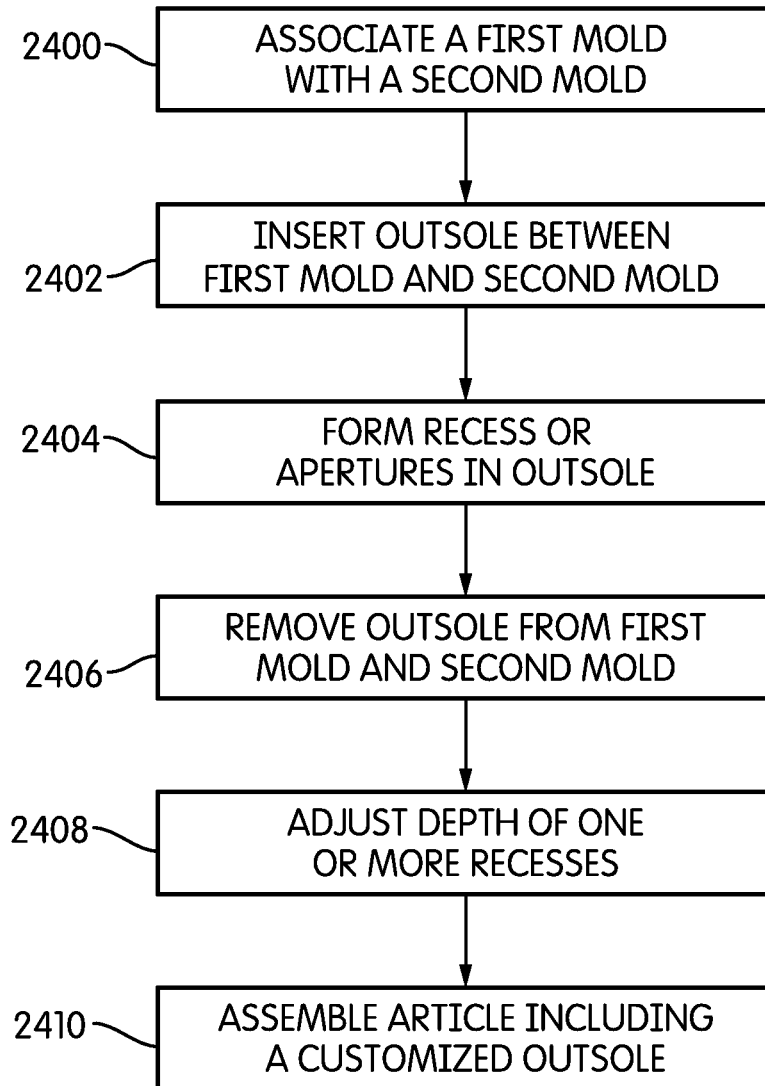 2400
ASSOCIATE A FIRST MOLD
WITH A SECOND MOLD
2402
INSERT OUTSOLE BETWEEN
FIRST MOLD AND SECOND MOLD
2404
FORM RECESS OR
APERTURES IN OUTSOLE
2406
REMOVE OUTSOLE FROM FIRST
MOLD AND SECOND MOLD
2408
ADJUST DEPTH OF ONE
OR MORE RECESSES
2410
ASSEMBLE ARTICLE INCLUDING
A CUSTOMIZED OUTSOLE